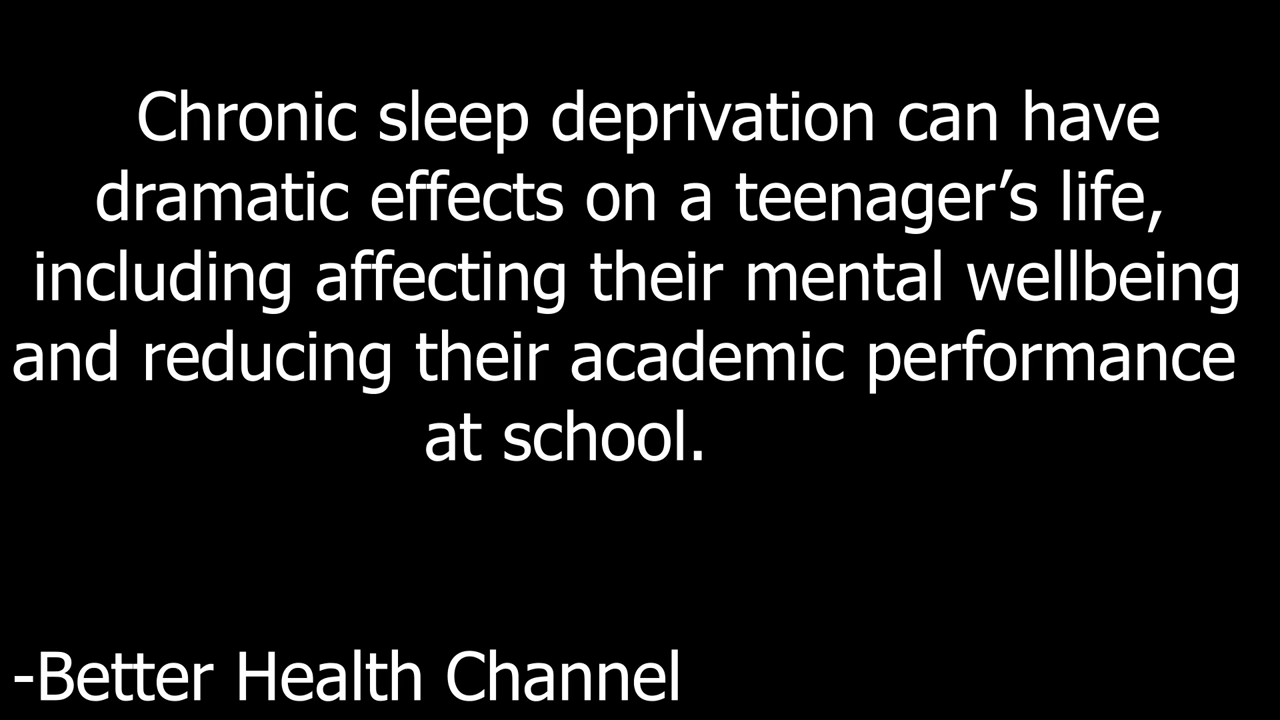 Chronic sleep deprivation can have
dramatic effects on a teenager’s life,
including affecting their mental wellbeing
and reducing their academic performance
at school.
-Better Health Channel